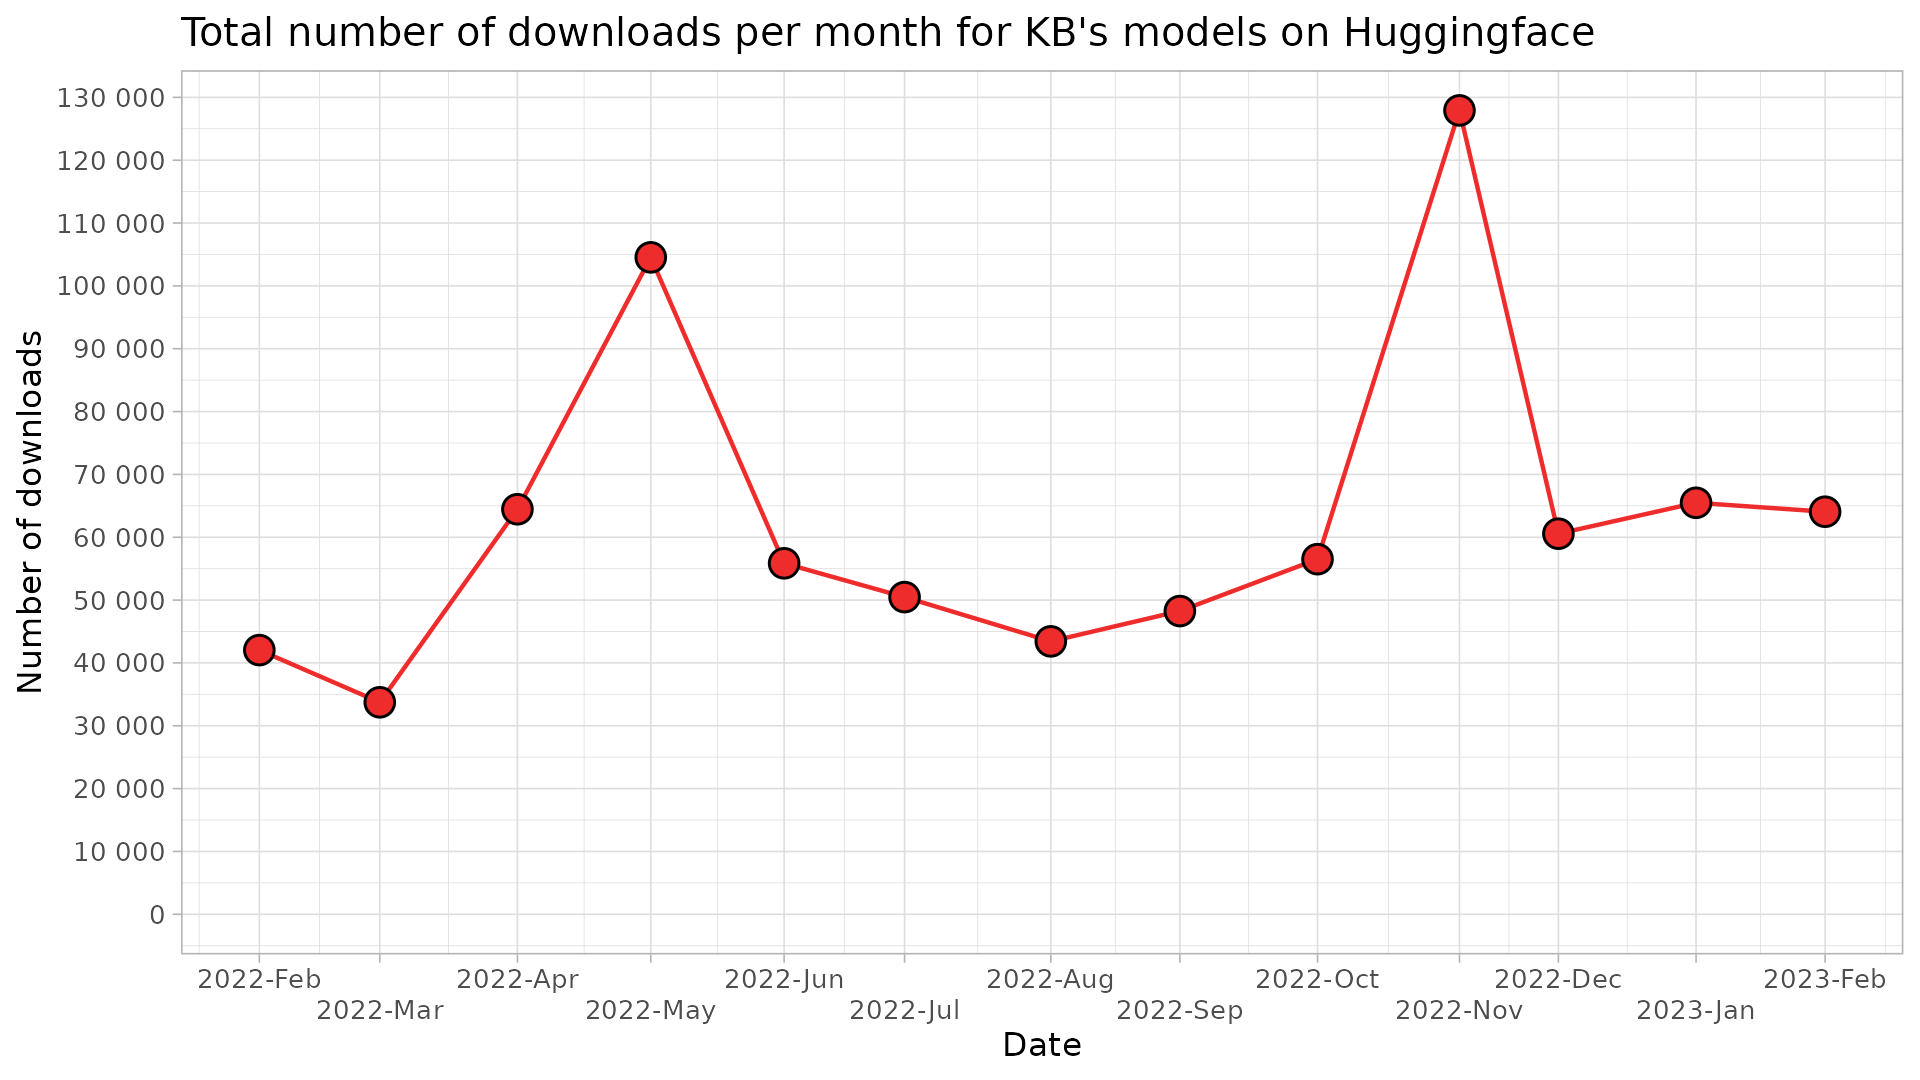 Total number of downloads per month for KB's models on Huggingface
Number of downloads
130 000
120 000
110 000
100 000
90 000
80 000
70 000
60 000
50 000
40 000
30 000
20 000
10 000
0
2022-Feb
2022-Mar
2022-Apr
2022-May
2022-Jun
2022-Jul
2022-Aug
2022-Sep
2022-Oct
2022-Nov
2022-Dec
2023-Jan
2023-Feb
Date